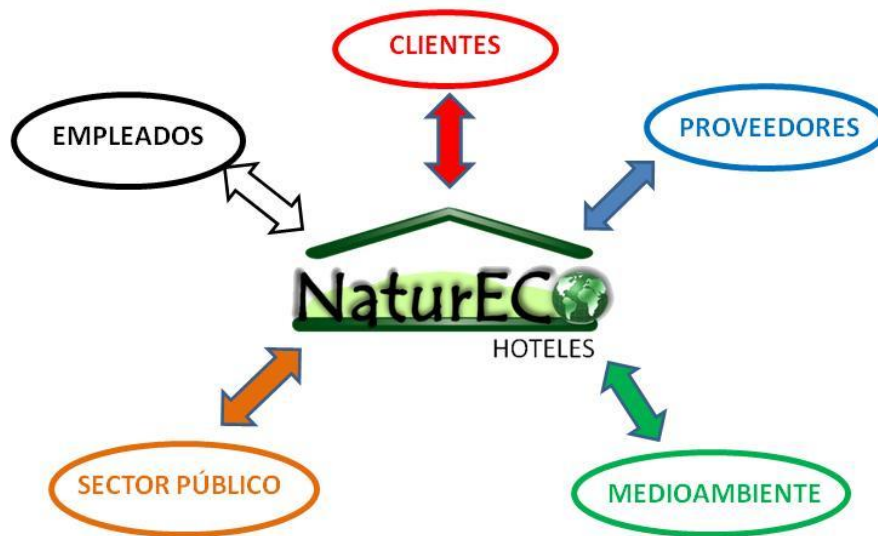 CLIENTES
EMPLEADOS
PROVEEDORES
NaturECO
HOTELES
SECTOR PÚBLICO
MEDIOAMBIENTE